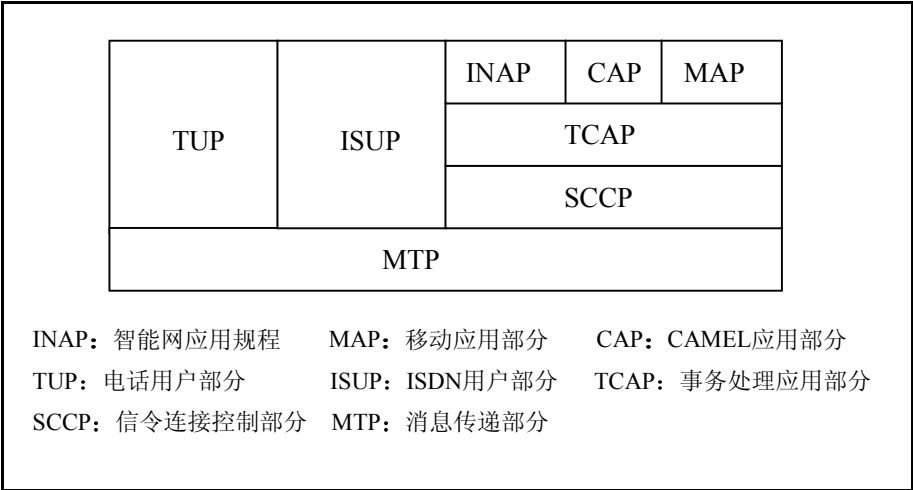 INAP CAP MAP
TUP ISUP TCAP
SCCP
MTP
INAP：智能网应用规程 MAP：移动应用部分 CAP：CAMEL应用部分
TUP：电话用户部分 ISUP：ISDN用户部分 TCAP：事务处理应用部分
SCCP：信令连接控制部分 MTP：消息传递部分